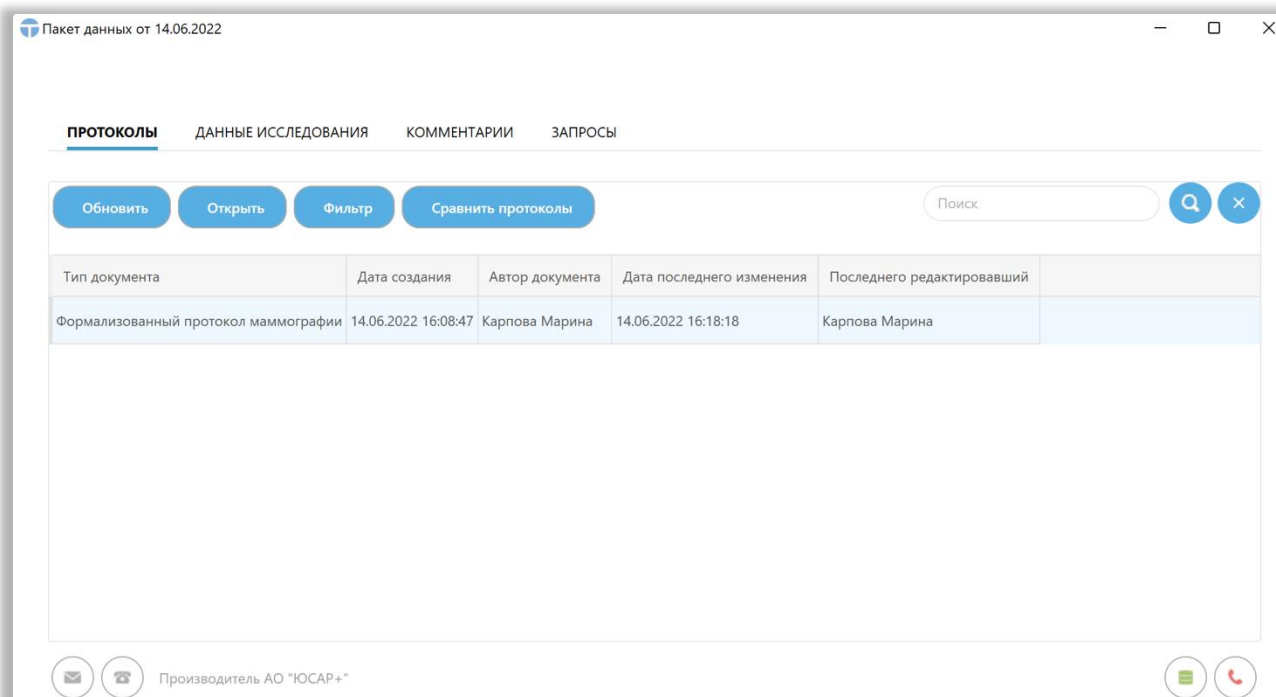 Пакет данных от 14.06.2022
ПРОТОКОЛЫ ДАННЫЕ ИССЛЕДОВАНИЯ КОММЕНТАРИИ ЗАПРОСЫ
Обновить Открыть Фильтр Сравнить протоколы Поиск
Тип документа Дата создания Автор документа Дата последнего изменения Последнего редактировавший
Формализованный протокол маммографии 14.06.2022 16:08:47 Карпова Марина 14.06.2022 16:18:18 Карпова Марина
Производитель АО "ЮСАР+"